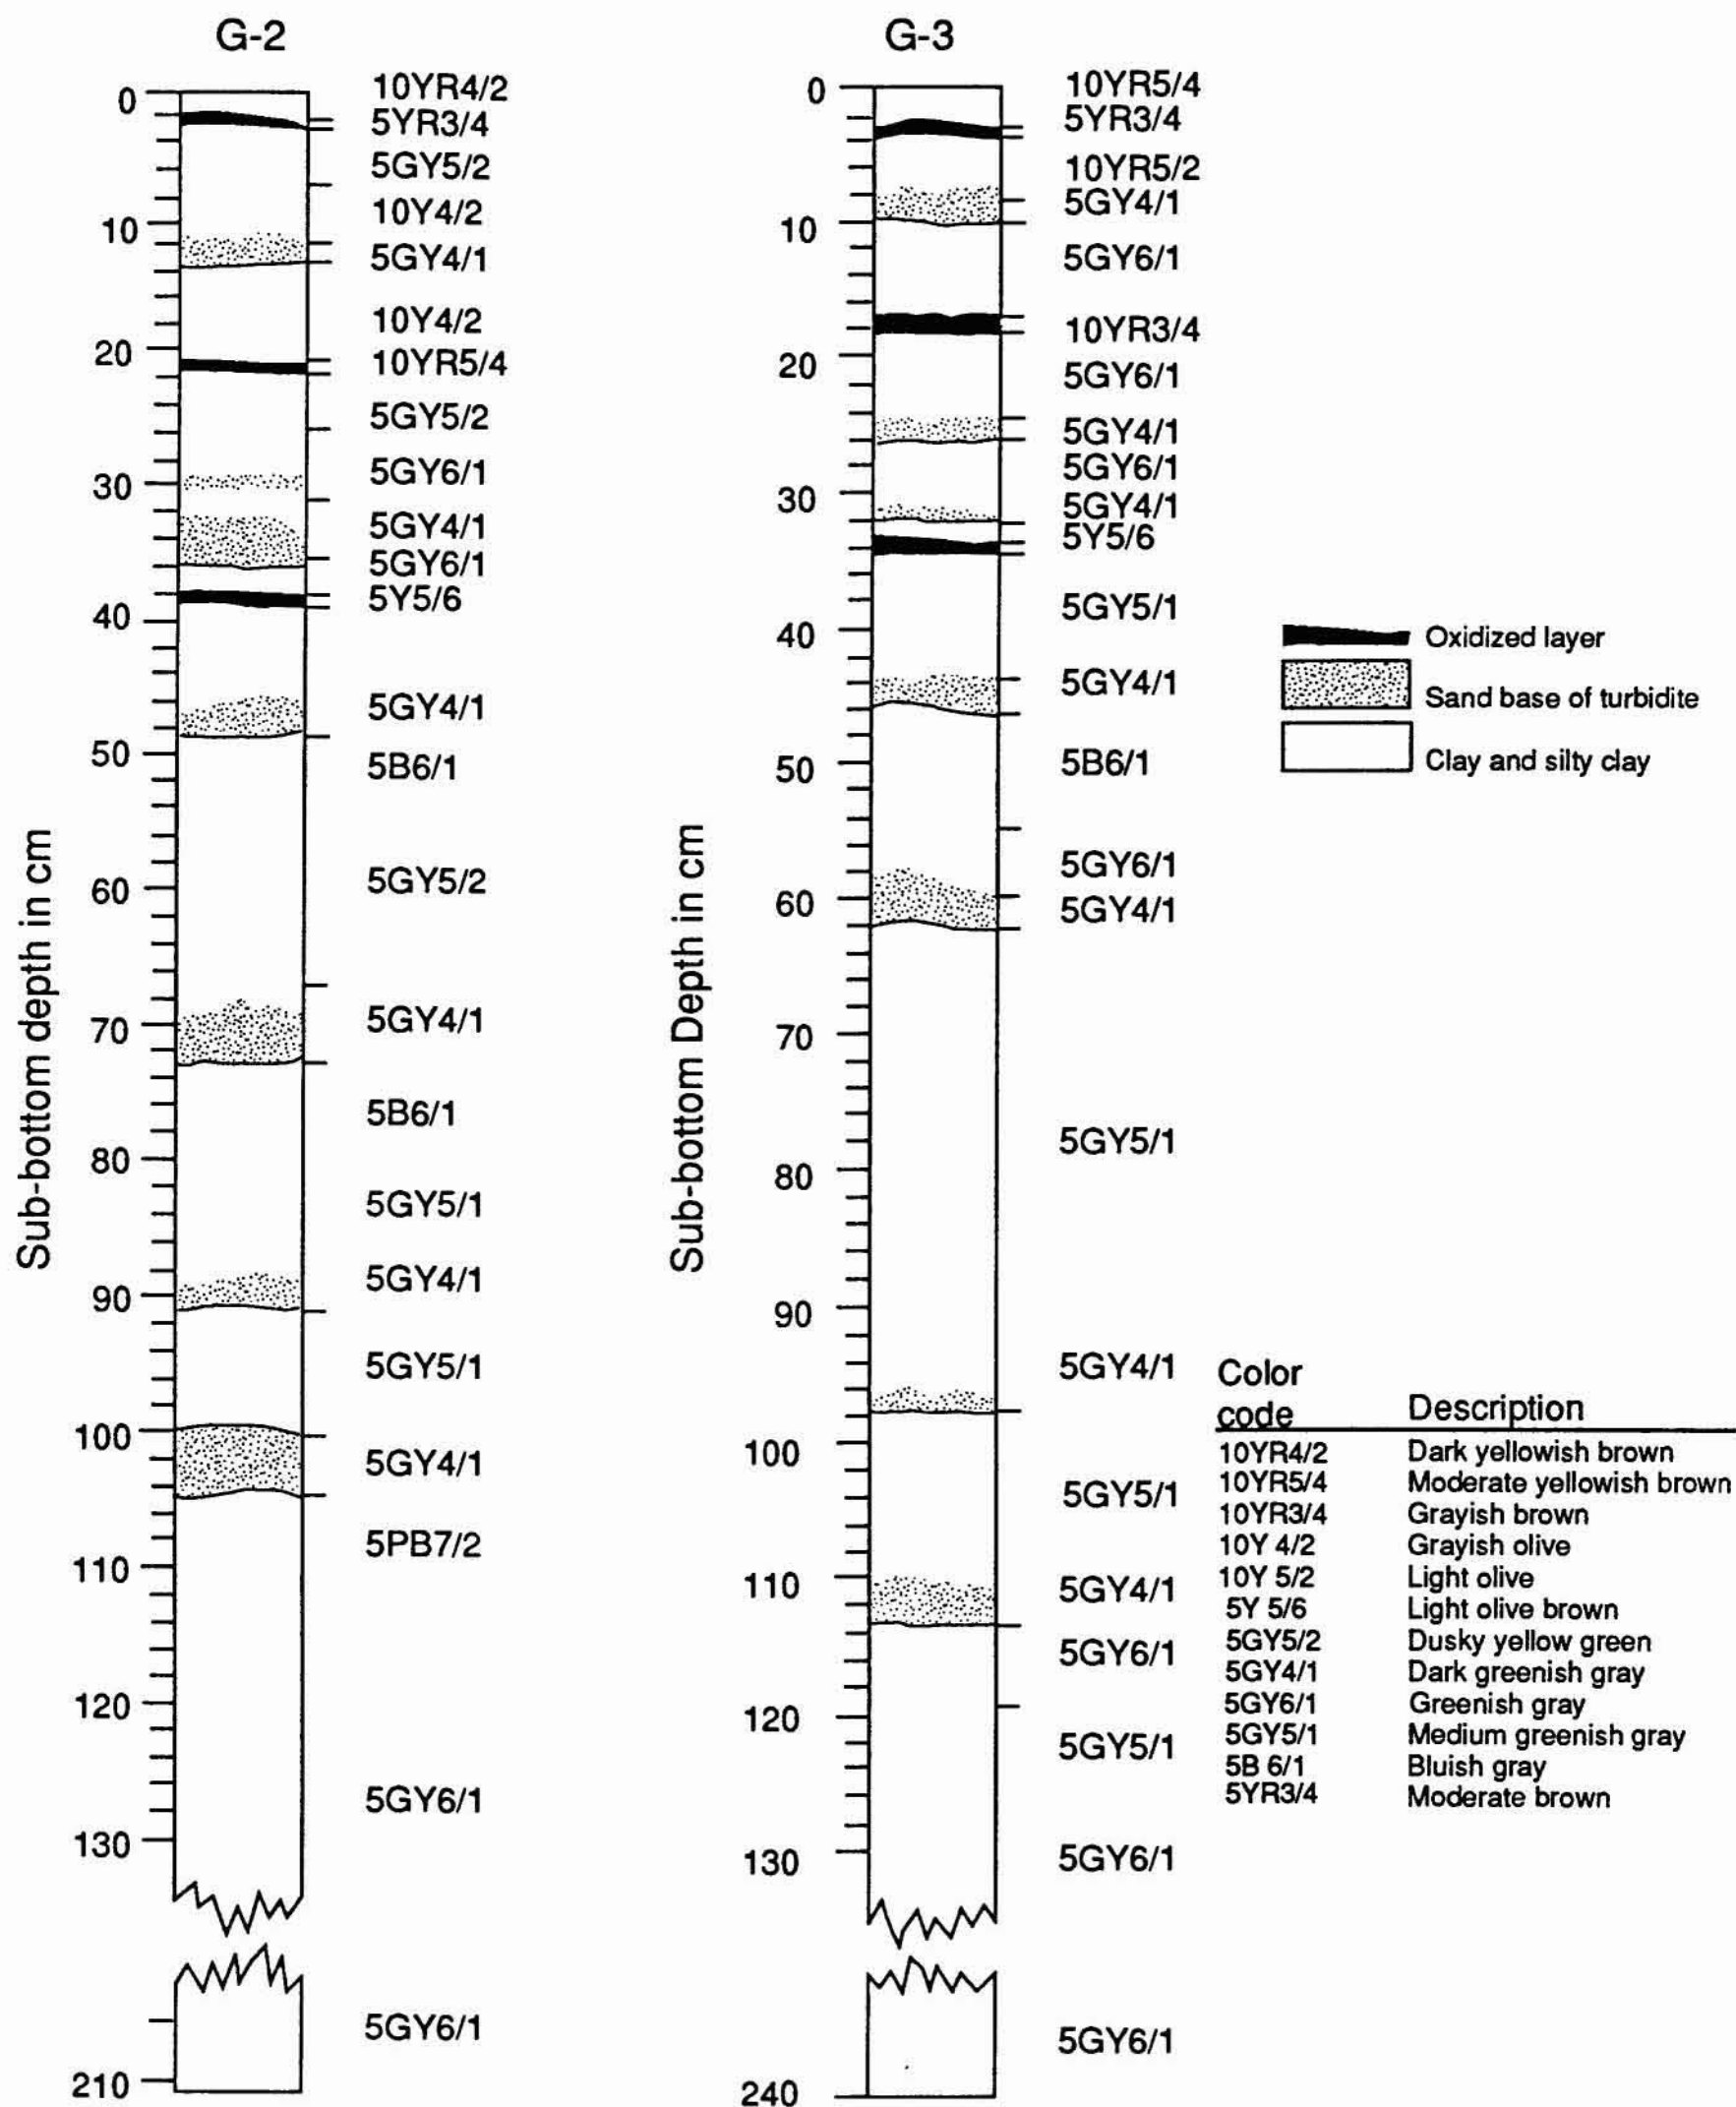 G-2
0
10
20
30
40
50
60
70
80
90
100
110
120
130
210
Sub-bottom depth in cm
10YR4/2
5YR3/4
5GY5/2
10Y4/2
5GY4/1
10Y4/2
10YR5/4
5GY5/2
5GY6/1
5GY4/1
5GY6/1
5Y5/6
5GY4/1
5B6/1
5GY5/2
5GY4/1
5B6/1
5GY5/1
5GY4/1
5GY5/1
5GY4/1
5PB7/2
5GY6/1
5GY6/1
G-3
0
10
20
30
40
50
60
70
80
90
100
110
120
130
240
Sub-bottom Depth in cm
10YR5/4
5YR3/4
10YR5/2
5GY4/1
5GY6/1
10YR3/4
5GY6/1
5GY4/1
5GY6/1
5GY4/1
5Y5/6
5GY5/1
5GY4/1
5B6/1
5GY6/1
5GY4/1
5GY5/1
5GY4/1
5GY5/1
5GY4/1
5GY6/1
5GY5/1
5GY6/1
5GY6/1
Oxidized layer
Sand base of turbidite
Clay and silty clay
Color
code Description
10YR4/2 Dark yellowish brown
10YR5/4 Moderate yellowish brown
10YR3/4 Grayish brown
10Y 4/2 Grayish olive
10Y 5/2 Light olive
5Y 5/6 Light olive brown
5GY5/2 Dusky yellow green
5GY4/1 Dark greenish gray
5GY6/1 Greenish gray
5GY5/1 Medium greenish gray
5B 6/1 Bluish gray
5YR3/4 Moderate brown